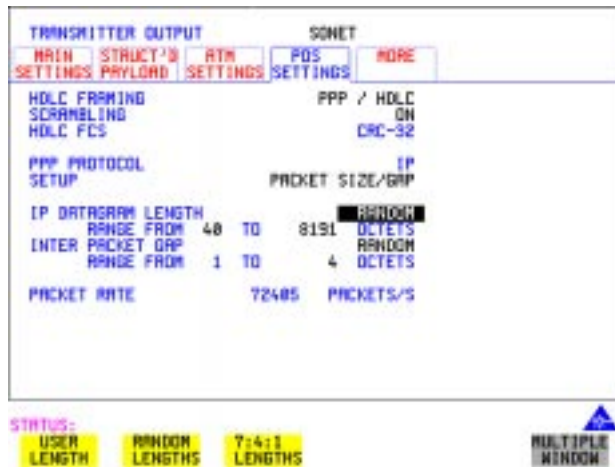 TRANSMITTER OUTPUT SONET
MAIN SETTINGS STRUCT'D PAYLOAD ATM SETTINGS POS SETTINGS MORE
HDLC FRAMING PPP / HDLC
SCRAMBLING ON
HDLC FCS CRC-32
PPP PROTOCOL IP
SETUP PACKET SIZE/GAP
IP DATAGRAM LENGTH RANDOM
RANGE FROM 40 TO 8191 OCTETS
INTER PACKET GAP RANDOM
RANGE FROM 1 TO 4 OCTETS
PACKET RATE 72405 PACKETS/S
STATUS:
USER LENGTH RANDOM LENGTHS 7:4:1 LENGTHS MULTIPLE WINDOW